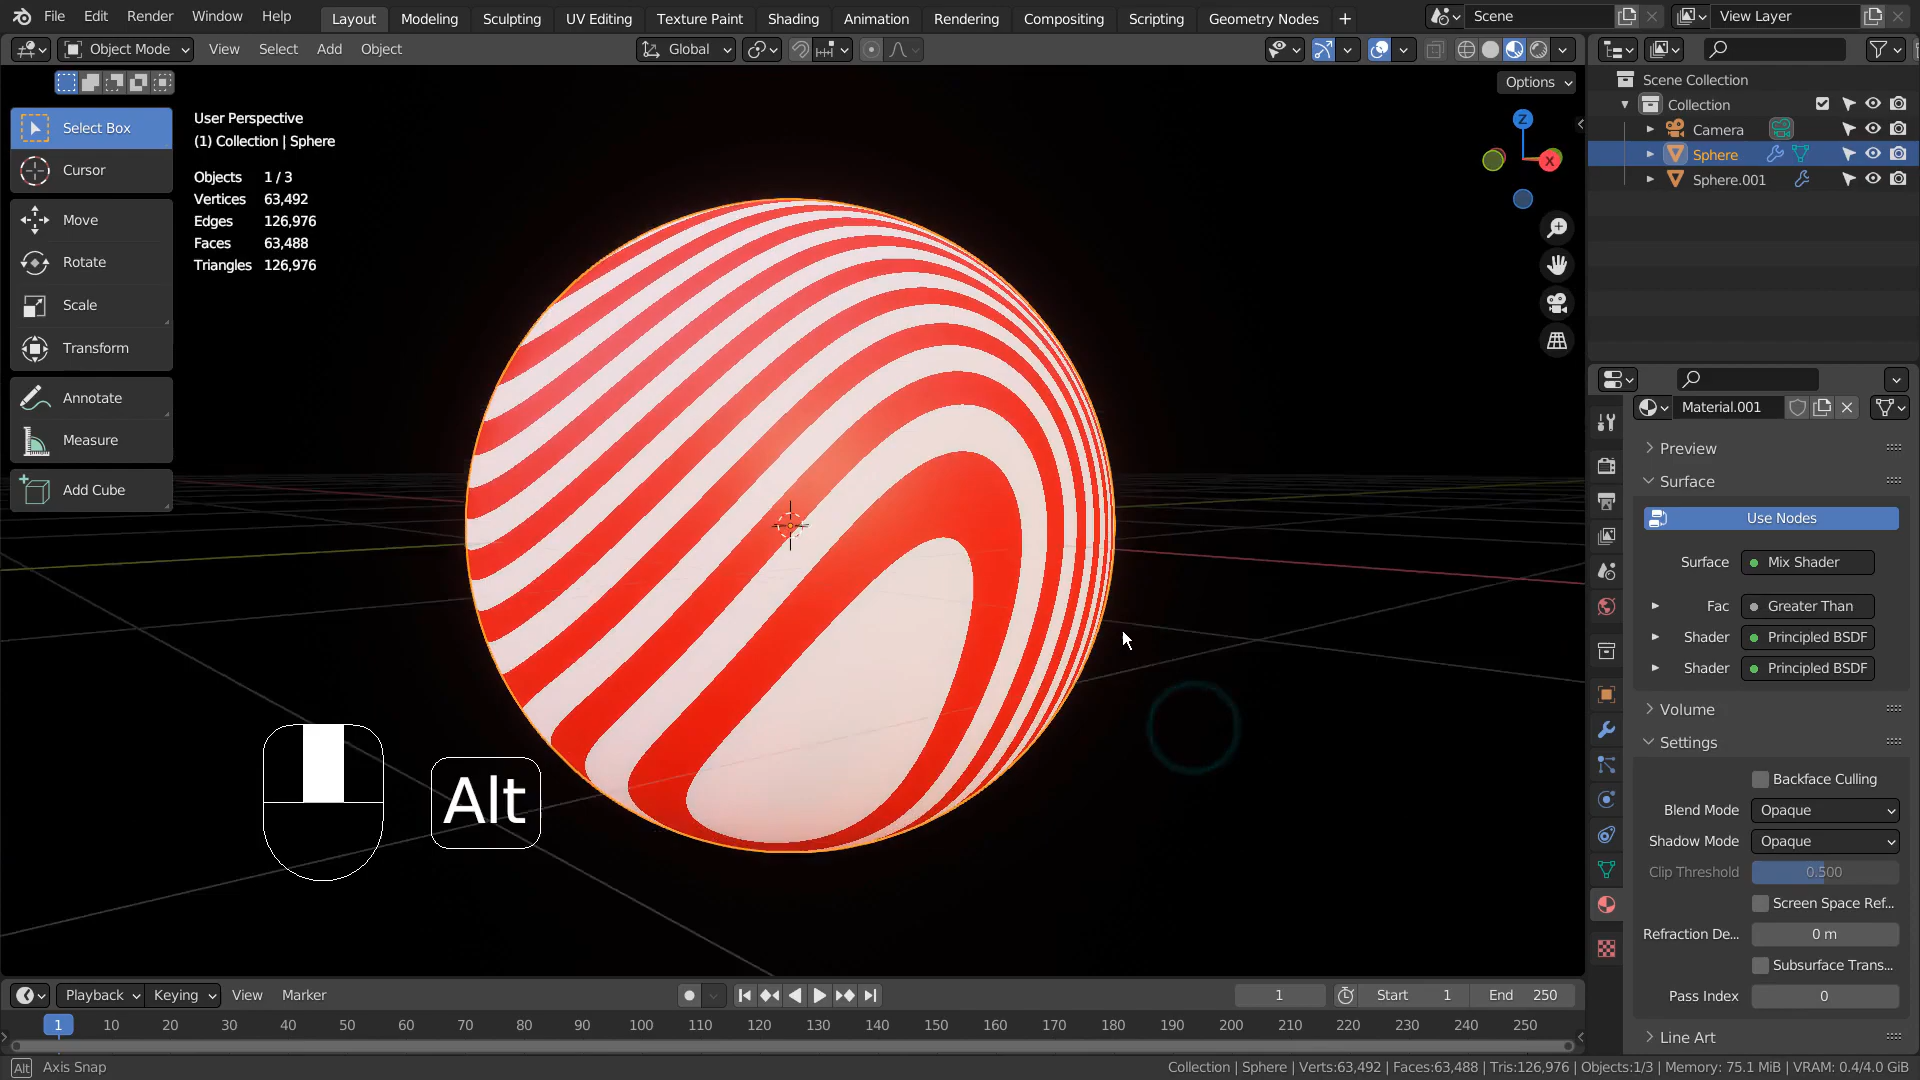 File Edit Render Window Help Layout Modeling Sculpting UV Editing Texture Paint Shading Animation Rendering Compositing Scripting Geometry Nodes + Scene View Layer
Object Mode View Select Add Object Global
Options
Select Box
Cursor
Move
Rotate
Scale
Transform
Annotate
Measure
Add Cube
User Perspective
(1) Collection | Sphere
Objects 1 / 3
Vertices 63,492
Edges 126,976
Faces 63,488
Triangles 126,976
Z
X
Alt
Scene Collection
Collection
Camera
Sphere
Sphere.001
Material.001
Preview
Surface
Use Nodes
Surface Mix Shader
Fac Greater Than
Shader Principled BSDF
Shader Principled BSDF
Volume
Settings
Backface Culling
Blend Mode Opaque
Shadow Mode Opaque
Clip Threshold 0.500
Screen Space Ref...
Refraction De... 0 m
Subsurface Trans...
Pass Index 0
Line Art
Playback Keying View Marker 1 Start 1 End 250
1 10 20 30 40 50 60 70 80 90 100 110 120 130 140 150 160 170 180 190 200 210 220 230 240 250
Alt Axis Snap Collection | Sphere | Verts:63,492 | Faces:63,488 | Tris:126,976 | Objects:1/3 | Memory: 75.1 MiB | VRAM: 0.4/4.0 GiB